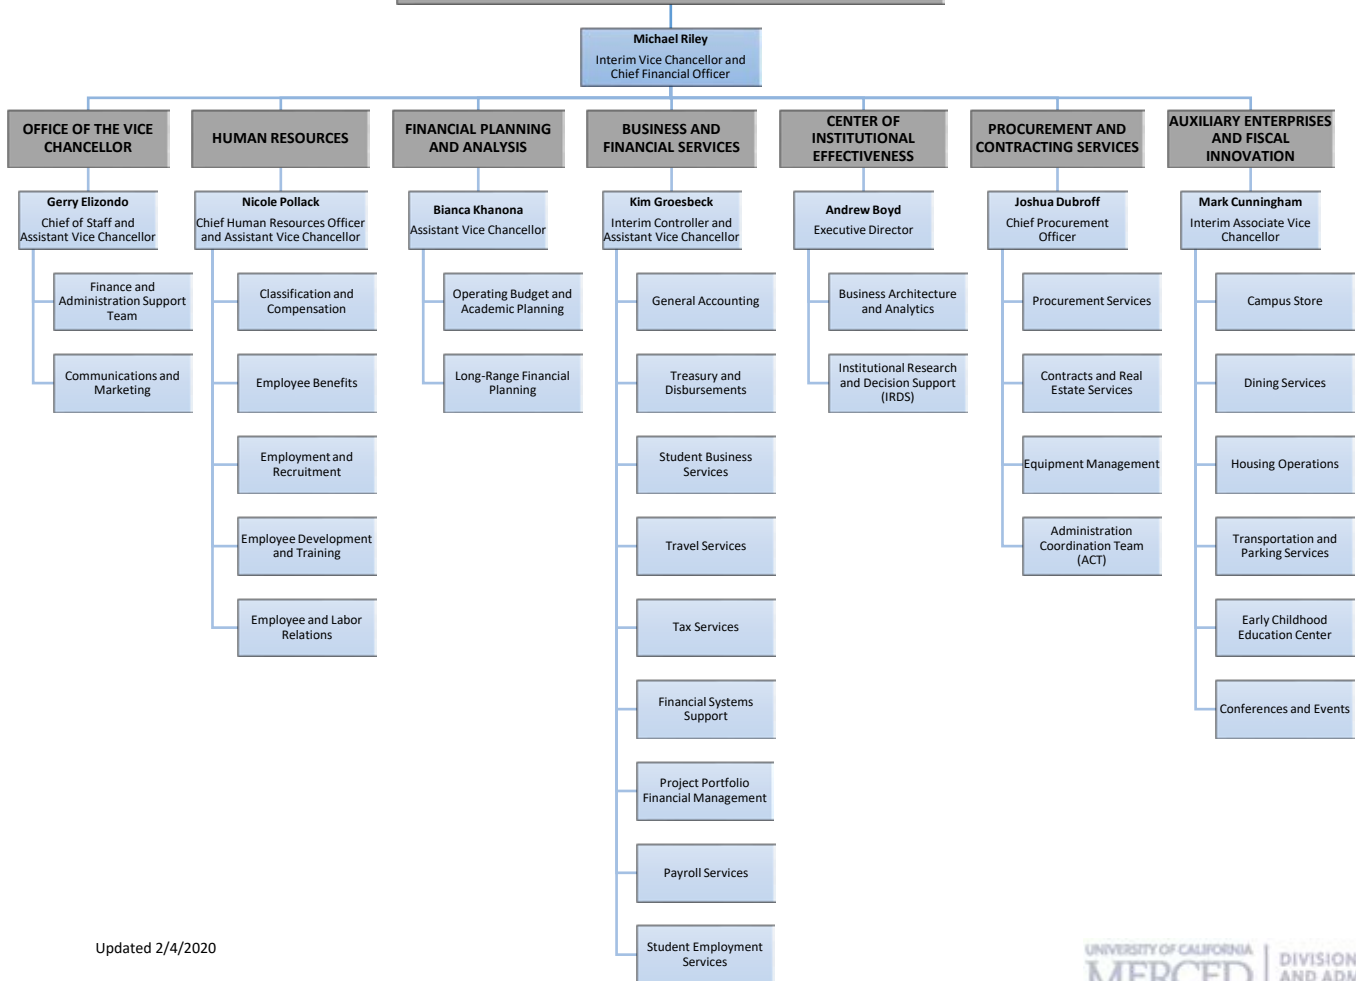 Michael Riley
Interim Vice Chancellor and
Chief Financial Officer
OFFICE OF THE VICE
CHANCELLOR
HUMAN RESOURCES
FINANCIAL PLANNING
AND ANALYSIS
BUSINESS AND
FINANCIAL SERVICES
CENTER OF
INSTITUTIONAL
EFFECTIVENESS
PROCUREMENT AND
CONTRACTING SERVICES
AUXILIARY ENTERPRISES
AND FISCAL
INNOVATION
Gerry Elizondo
Chief of Staff and
Assistant Vice Chancellor
Nicole Pollack
Chief Human Resources Officer
and Assistant Vice Chancellor
Bianca Khanona
Assistant Vice Chancellor
Kim Groesbeck
Interim Controller and
Assistant Vice Chancellor
Andrew Boyd
Executive Director
Joshua Dubroff
Chief Procurement
Officer
Mark Cunningham
Interim Associate Vice
Chancellor
Finance and
Administration Support
Team
Communications and
Marketing
Classification and
Compensation
Employee Benefits
Employment and
Recruitment
Employee Development
and Training
Employee and Labor
Relations
Operating Budget and
Academic Planning
Long-Range Financial
Planning
General Accounting
Treasury and
Disbursements
Student Business
Services
Travel Services
Tax Services
Financial Systems
Support
Project Portfolio
Financial Management
Payroll Services
Student Employment
Services
Business Architecture
and Analytics
Institutional Research
and Decision Support
(IRDS)
Procurement Services
Contracts and Real
Estate Services
Equipment Management
Administration
Coordination Team
(ACT)
Campus Store
Dining Services
Housing Operations
Transportation and
Parking Services
Early Childhood
Education Center
Conferences and Events
Updated 2/4/2020
UNIVERSITY OF CALIFORNIA
MERCED
DIVISION
AND ADM